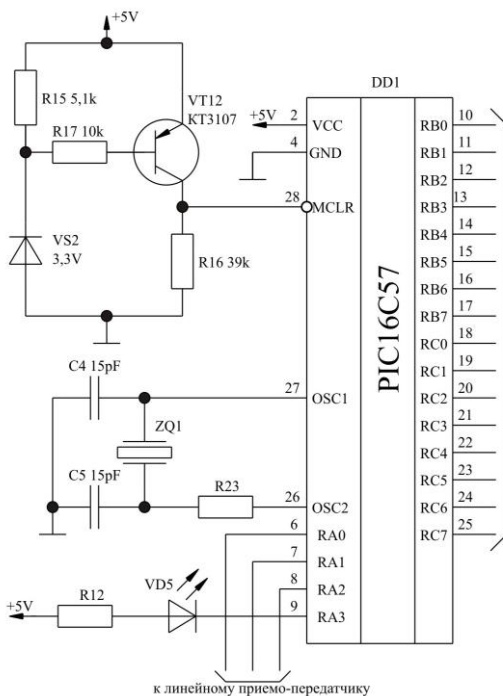 +5V
R15 5,1k
VT12
KT3107
R17 10k
VS2
3,3V
R16 39k
C4 15pF
ZQ1
C5 15pF
R23
+5V
R12
VD5
DD1
PIC16C57
+5V
2 VCC
4 GND
28 MCLR
27 OSC1
26 OSC2
6 RA0
7 RA1
8 RA2
9 RA3
RB0 10
RB1 11
RB2 12
RB3 13
RB4 14
RB5 15
RB6 16
RB7 17
RC0 18
RC1 19
RC2 20
RC3 21
RC4 22
RC5 23
RC6 24
RC7 25
к линейному приемо-передатчику